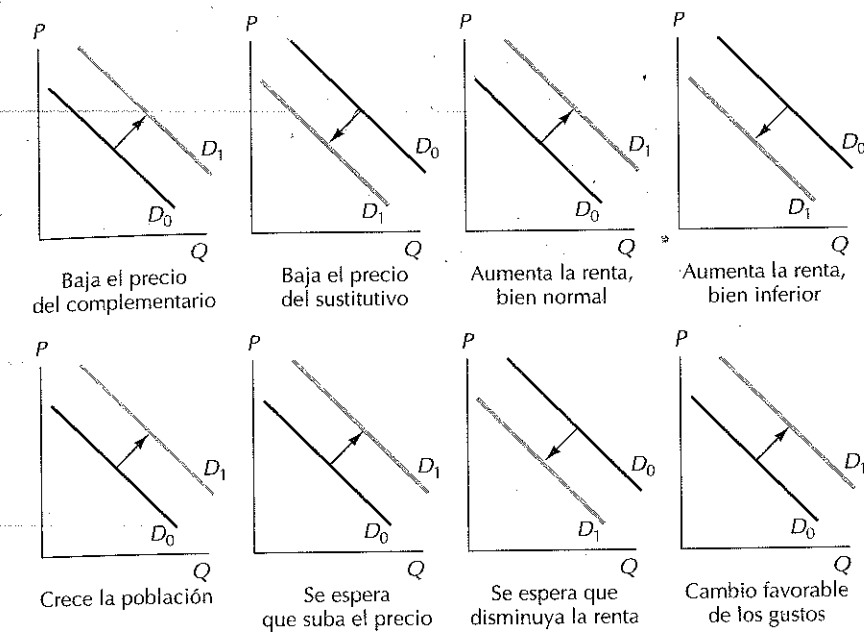 P
P
P
P
D₁
D₀
D₁
D₀
D₀
D₁
D₀
D₁
Q
Q
Q
Q
Baja el precio
del complementario
Baja el precio
del sustitutivo
Aumenta la renta,
bien normal
Aumenta la renta,
bien inferior
P
P
P
P
D₁
D₁
D₀
D₁
D₀
D₀
D₁
D₀
Q
Q
Q
Q
Crece la población
Se espera
que suba el precio
Se espera que
disminuya la renta
Cambio favorable
de los gustos